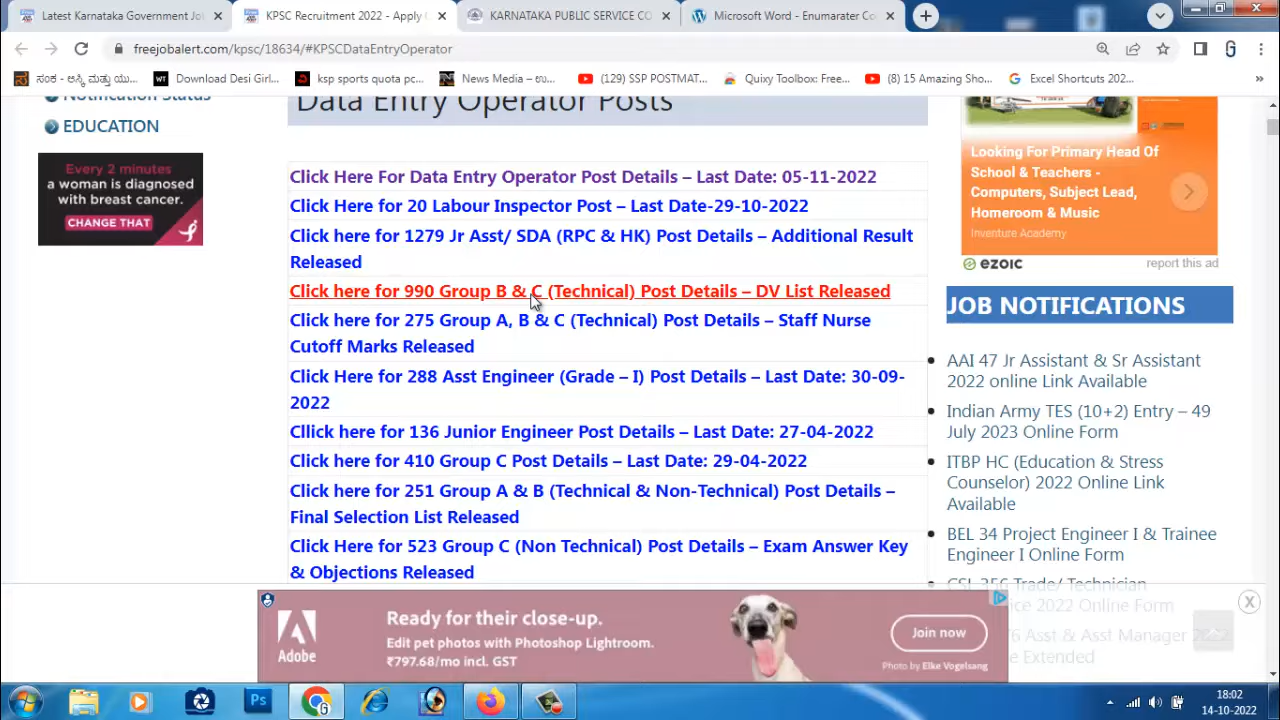 Latest Karnataka Government Jo
KPSC Recruitment 2022 - Apply O
KARNATAKA PUBLIC SERVICE CO
Microsoft Word - Enumarater Co
freejobalert.com/kpsc/18634/#KPSCDataEntryOperator
ಸಂಕ - ಆಸ್ಕಿ ಮತ್ತು ಯು...
Download Desi Girl...
ksp sports quota pc...
News Media – ಉ...
(129) SSP POSTMAT...
Quixy Toolbox: Free...
(8) 15 Amazing Sho...
Excel Shortcuts 202...
Notification Status
EDUCATION
Every 2 minutes
a woman is diagnosed
with breast cancer.
CHANGE THAT
Data Entry Operator Posts
Click Here For Data Entry Operator Post Details – Last Date: 05-11-2022
Click Here for 20 Labour Inspector Post – Last Date-29-10-2022
Click here for 1279 Jr Asst/ SDA (RPC & HK) Post Details – Additional Result
Released
Click here for 990 Group B & C (Technical) Post Details – DV List Released
Click here for 275 Group A, B & C (Technical) Post Details – Staff Nurse
Cutoff Marks Released
Click Here for 288 Asst Engineer (Grade – I) Post Details – Last Date: 30-09-
2022
Cllick here for 136 Junior Engineer Post Details – Last Date: 27-04-2022
Click here for 410 Group C Post Details – Last Date: 29-04-2022
Click here for 251 Group A & B (Technical & Non-Technical) Post Details –
Final Selection List Released
Click Here for 523 Group C (Non Technical) Post Details – Exam Answer Key
& Objections Released
Looking For Primary Head Of
School & Teachers -
Computers, Subject Lead,
Homeroom & Music
Inventure Academy
ezoic
report this ad
JOB NOTIFICATIONS
AAI 47 Jr Assistant & Sr Assistant
2022 online Link Available
Indian Army TES (10+2) Entry – 49
July 2023 Online Form
ITBP HC (Education & Stress
Counselor) 2022 Online Link
Available
BEL 34 Project Engineer I & Trainee
Engineer I Online Form
CSL 356 Trade/ Technician
2022 Online Form
Asst & Asst Manager
Extended
Adobe
Ready for their close-up.
Edit pet photos with Photoshop Lightroom.
₹797.68/mo incl. GST
Join now
Photo by Elke Vogelsang
X
Ps
18:02
14-10-2022